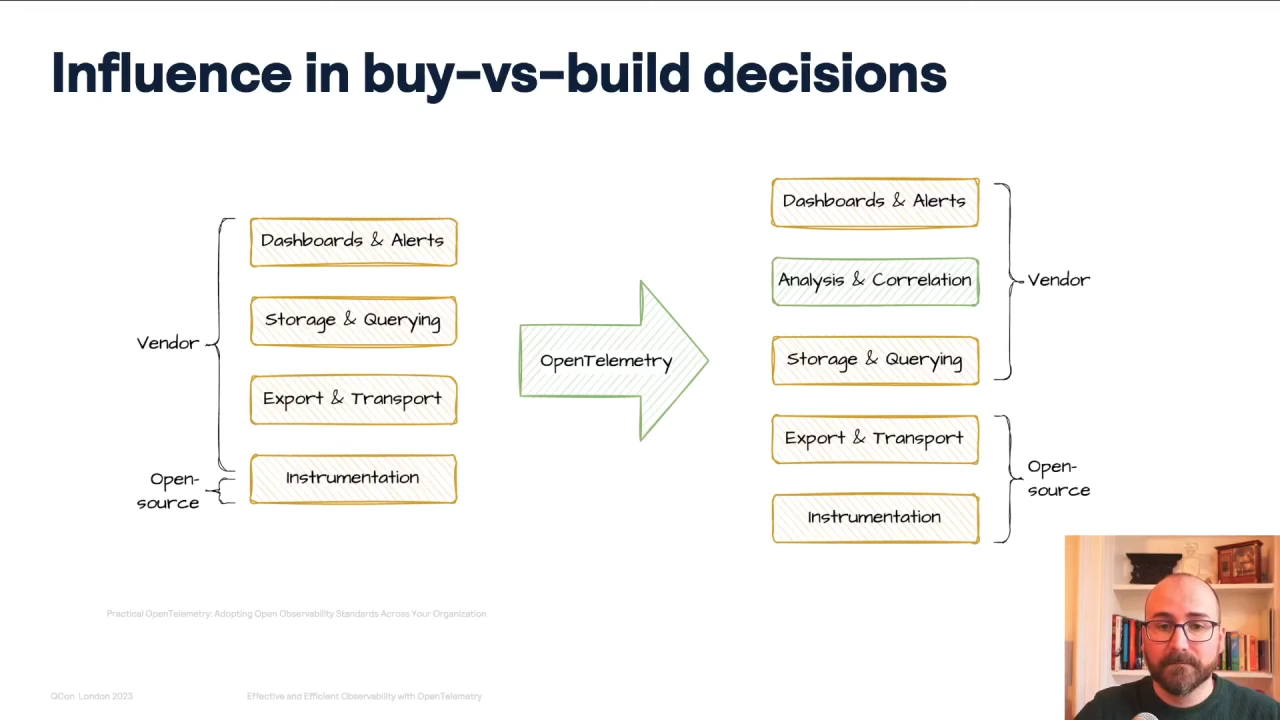 Influence in buy-vs-build decisions
Dashboards & Alerts
Storage & Querying
Export & Transport
Instrumentation
Vendor
Open-
source
OpenTelemetry
Dashboards & Alerts
Analysis & Correlation
Storage & Querying
Export & Transport
Instrumentation
Vendor
Open-
source
Practical OpenTelemetry: Adopting Open Observability Standards Across Your Organization
QCon London 2023
Effective and Efficient Observability with OpenTelemetry